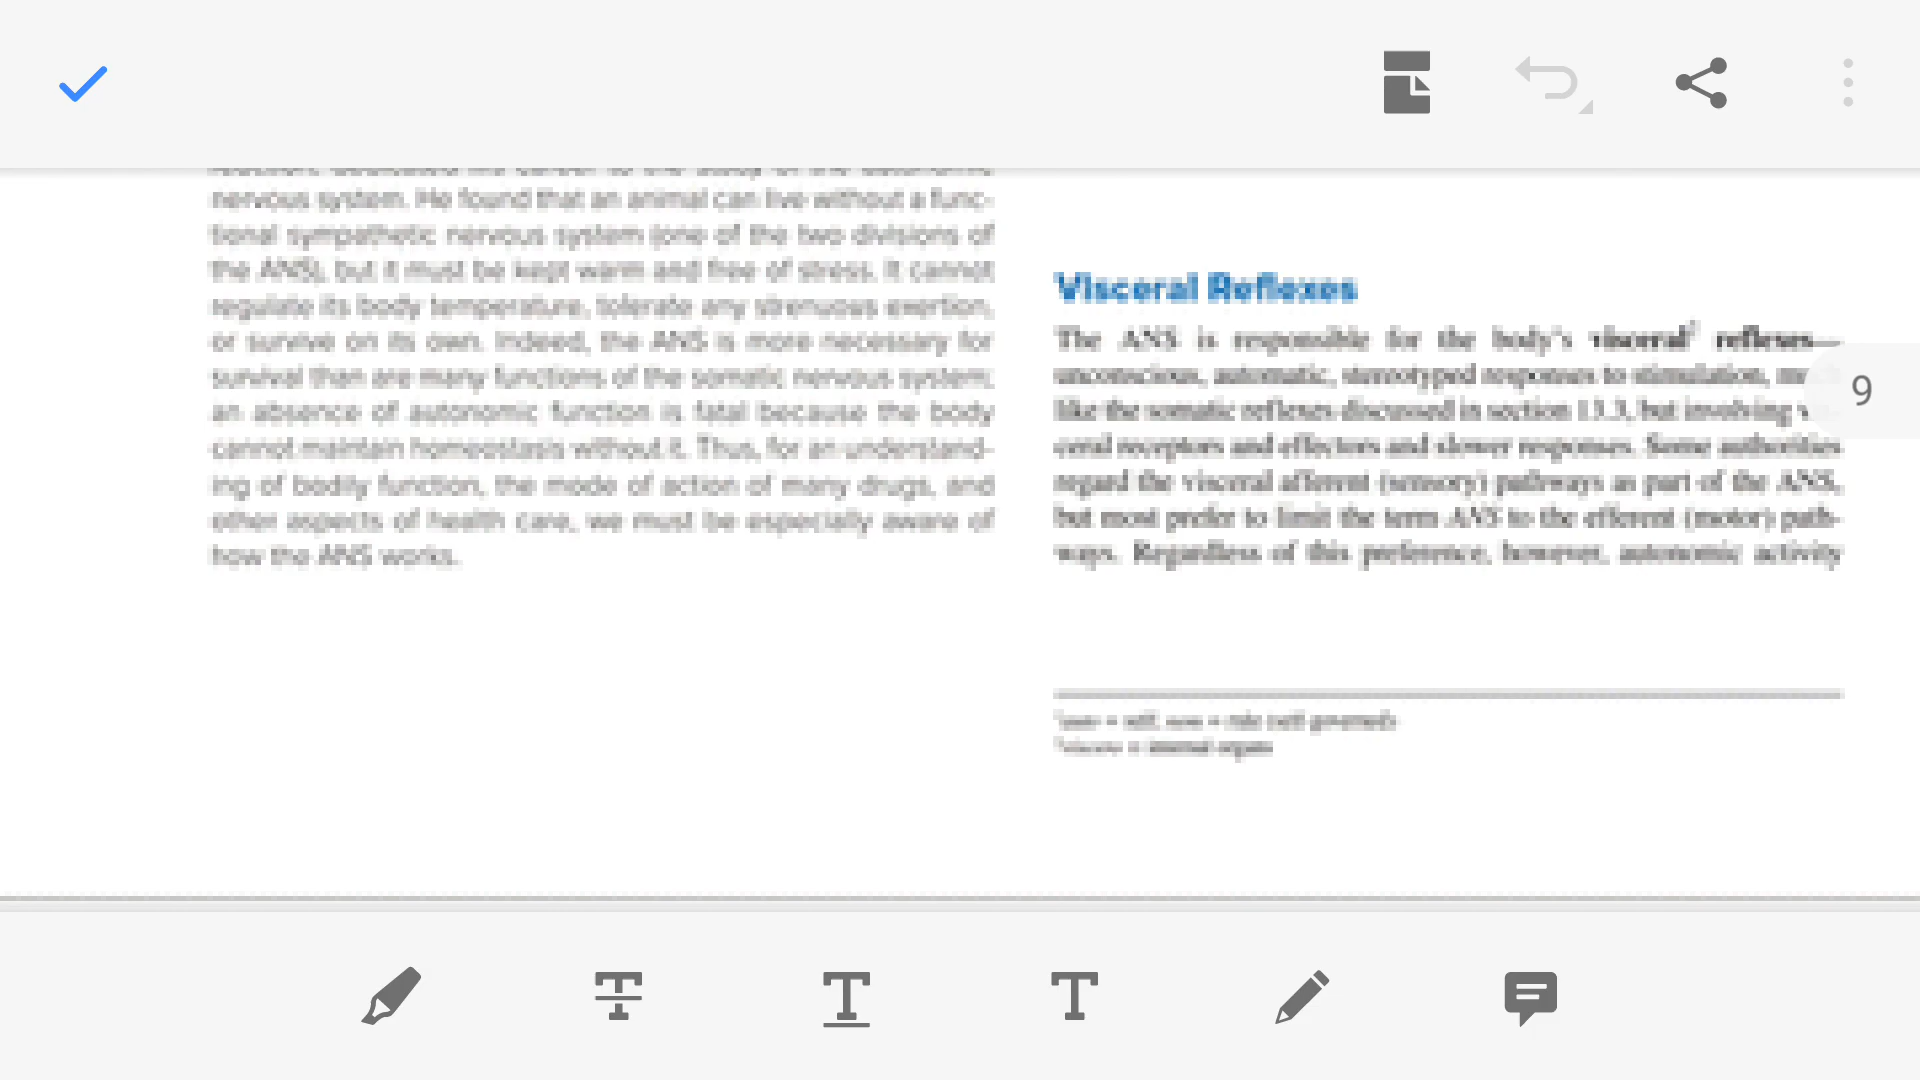 nervous system. He found that an animal can live without a func-
tional sympathetic nervous system (one of the two divisions of
the ANS), but it must be kept warm and free of stress. It cannot
regulate its body temperature, tolerate any strenuous exertion,
or survive on its own. Indeed, the ANS is more necessary for
survival than are many functions of the somatic nervous system;
an absence of autonomic function is fatal because the body
cannot maintain homeostasis without it. Thus, for an understand-
ing of bodily function, the mode of action of many drugs, and
other aspects of health care, we must be especially aware of
how the ANS works.
Visceral Reflexes
The ANS is responsible for the body's visceral reflexes—
unconscious, automatic, stereotyped responses to stimulation,
like the somatic reflexes discussed in section 13.3, but involving
ceral receptors and effectors and slower responses. Some authorities
regard the visceral afferent (sensory) pathways as part of the ANS,
but most prefer to limit the term ANS to the efferent (motor) path-
ways. Regardless of this preference, however, autonomic activity
= self, = rule (self-governed)
= internal organs
9